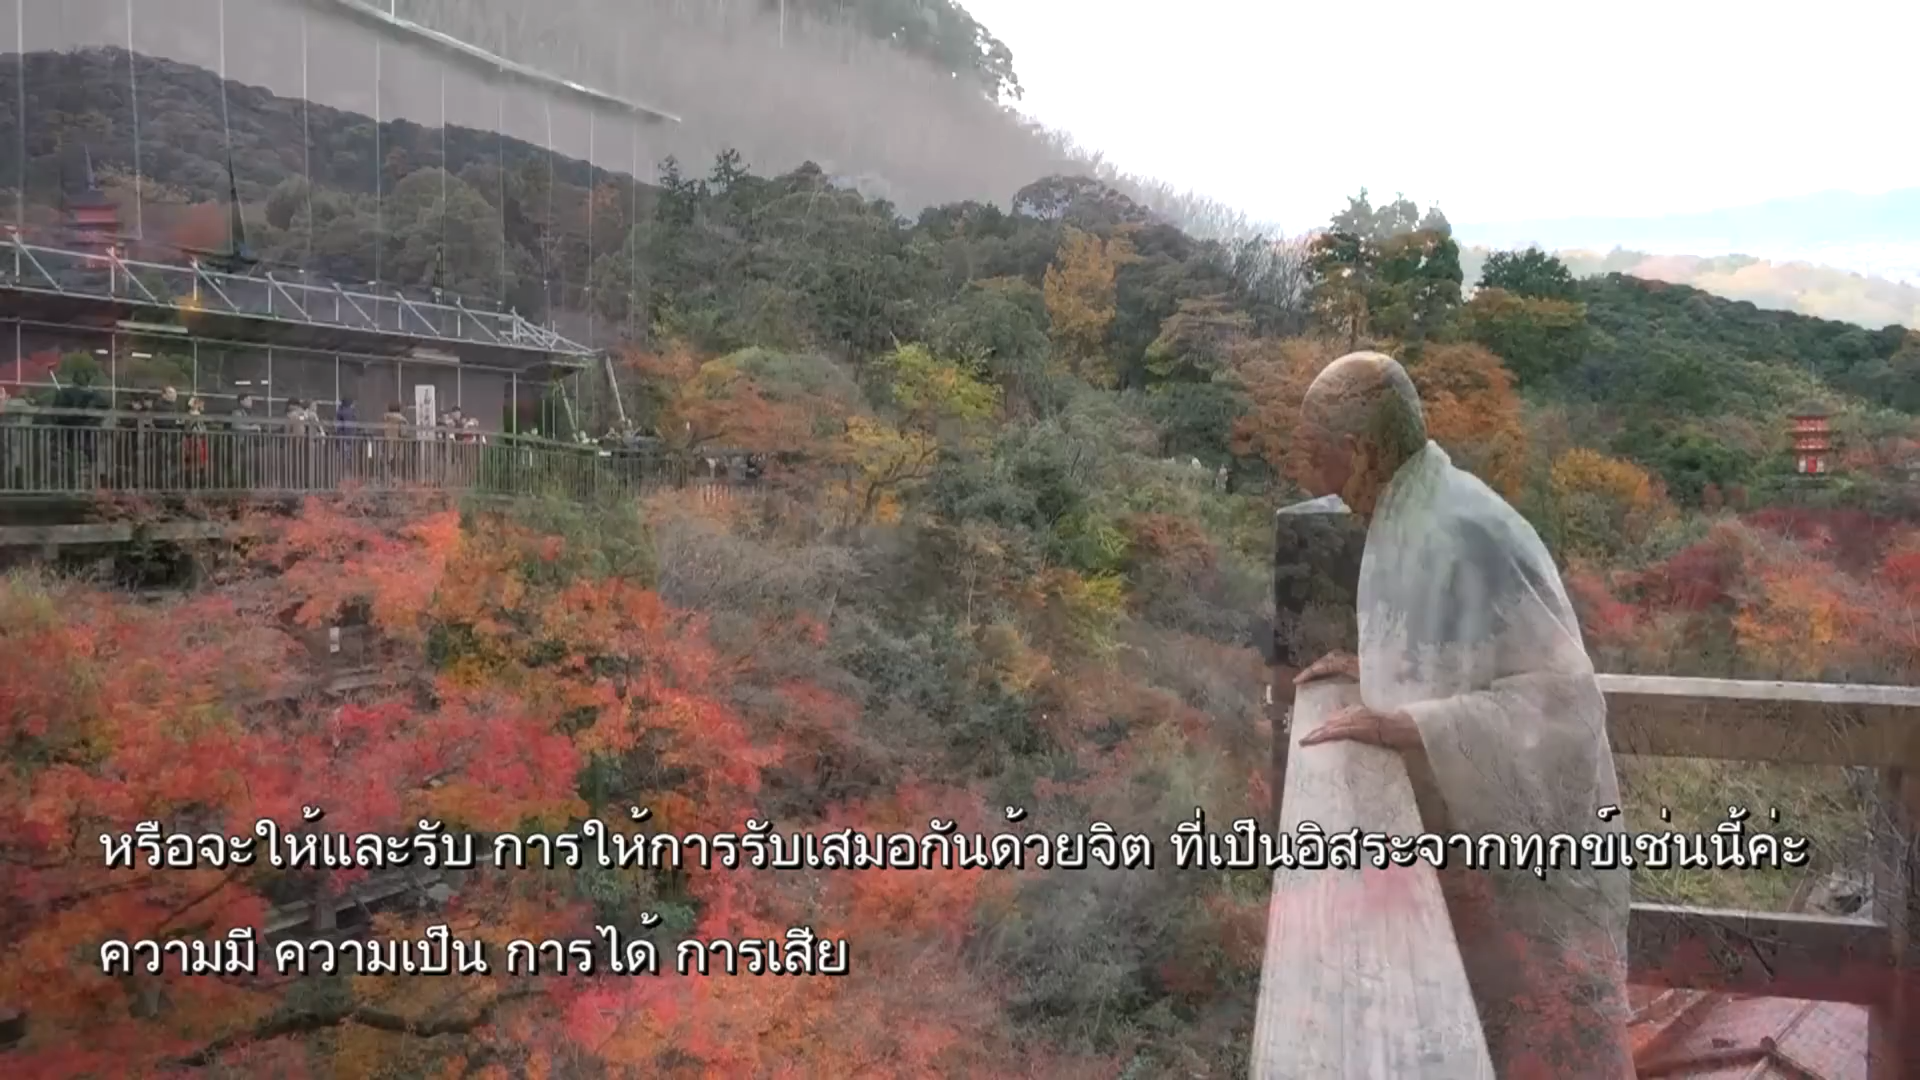 หรือจะให้และรับ การให้การรับเสมอกันด้วยจิต ที่เป็นอิสระจากทุกข์เช่นนี้ค่ะ
ความมี ความเป็น การได้ การเสีย